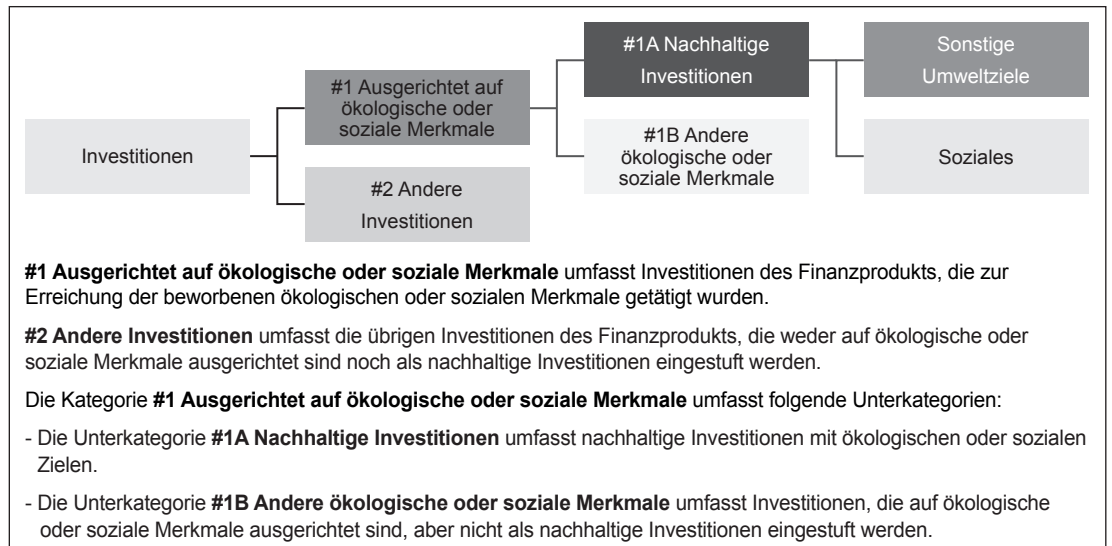 Investitionen
#1 Ausgerichtet auf
ökologische oder
soziale Merkmale
#2 Andere
Investitionen
#1A Nachhaltige
Investitionen
#1B Andere
ökologische oder
soziale Merkmale
Sonstige
Umweltziele
Soziales
#1 Ausgerichtet auf ökologische oder soziale Merkmale umfasst Investitionen des Finanzprodukts, die zur
Erreichung der beworbenen ökologischen oder sozialen Merkmale getätigt wurden.
#2 Andere Investitionen umfasst die übrigen Investitionen des Finanzprodukts, die weder auf ökologische oder
soziale Merkmale ausgerichtet sind noch als nachhaltige Investitionen eingestuft werden.
Die Kategorie #1 Ausgerichtet auf ökologische oder soziale Merkmale umfasst folgende Unterkategorien:
- Die Unterkategorie #1A Nachhaltige Investitionen umfasst nachhaltige Investitionen mit ökologischen oder sozialen
Zielen.
- Die Unterkategorie #1B Andere ökologische oder soziale Merkmale umfasst Investitionen, die auf ökologische
oder soziale Merkmale ausgerichtet sind, aber nicht als nachhaltige Investitionen eingestuft werden.